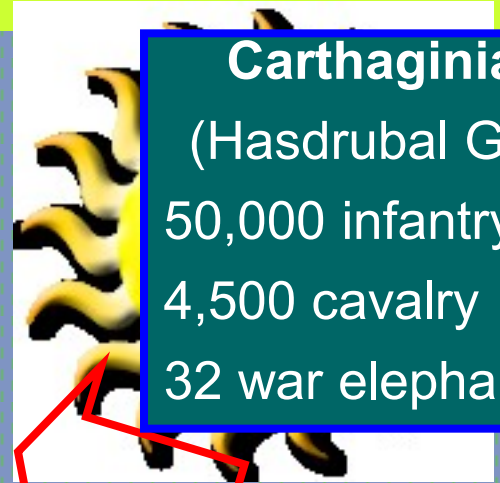 Carthaginia
(Hasdrubal G
50,000 infantry
4,500 cavalry
32 war elepha